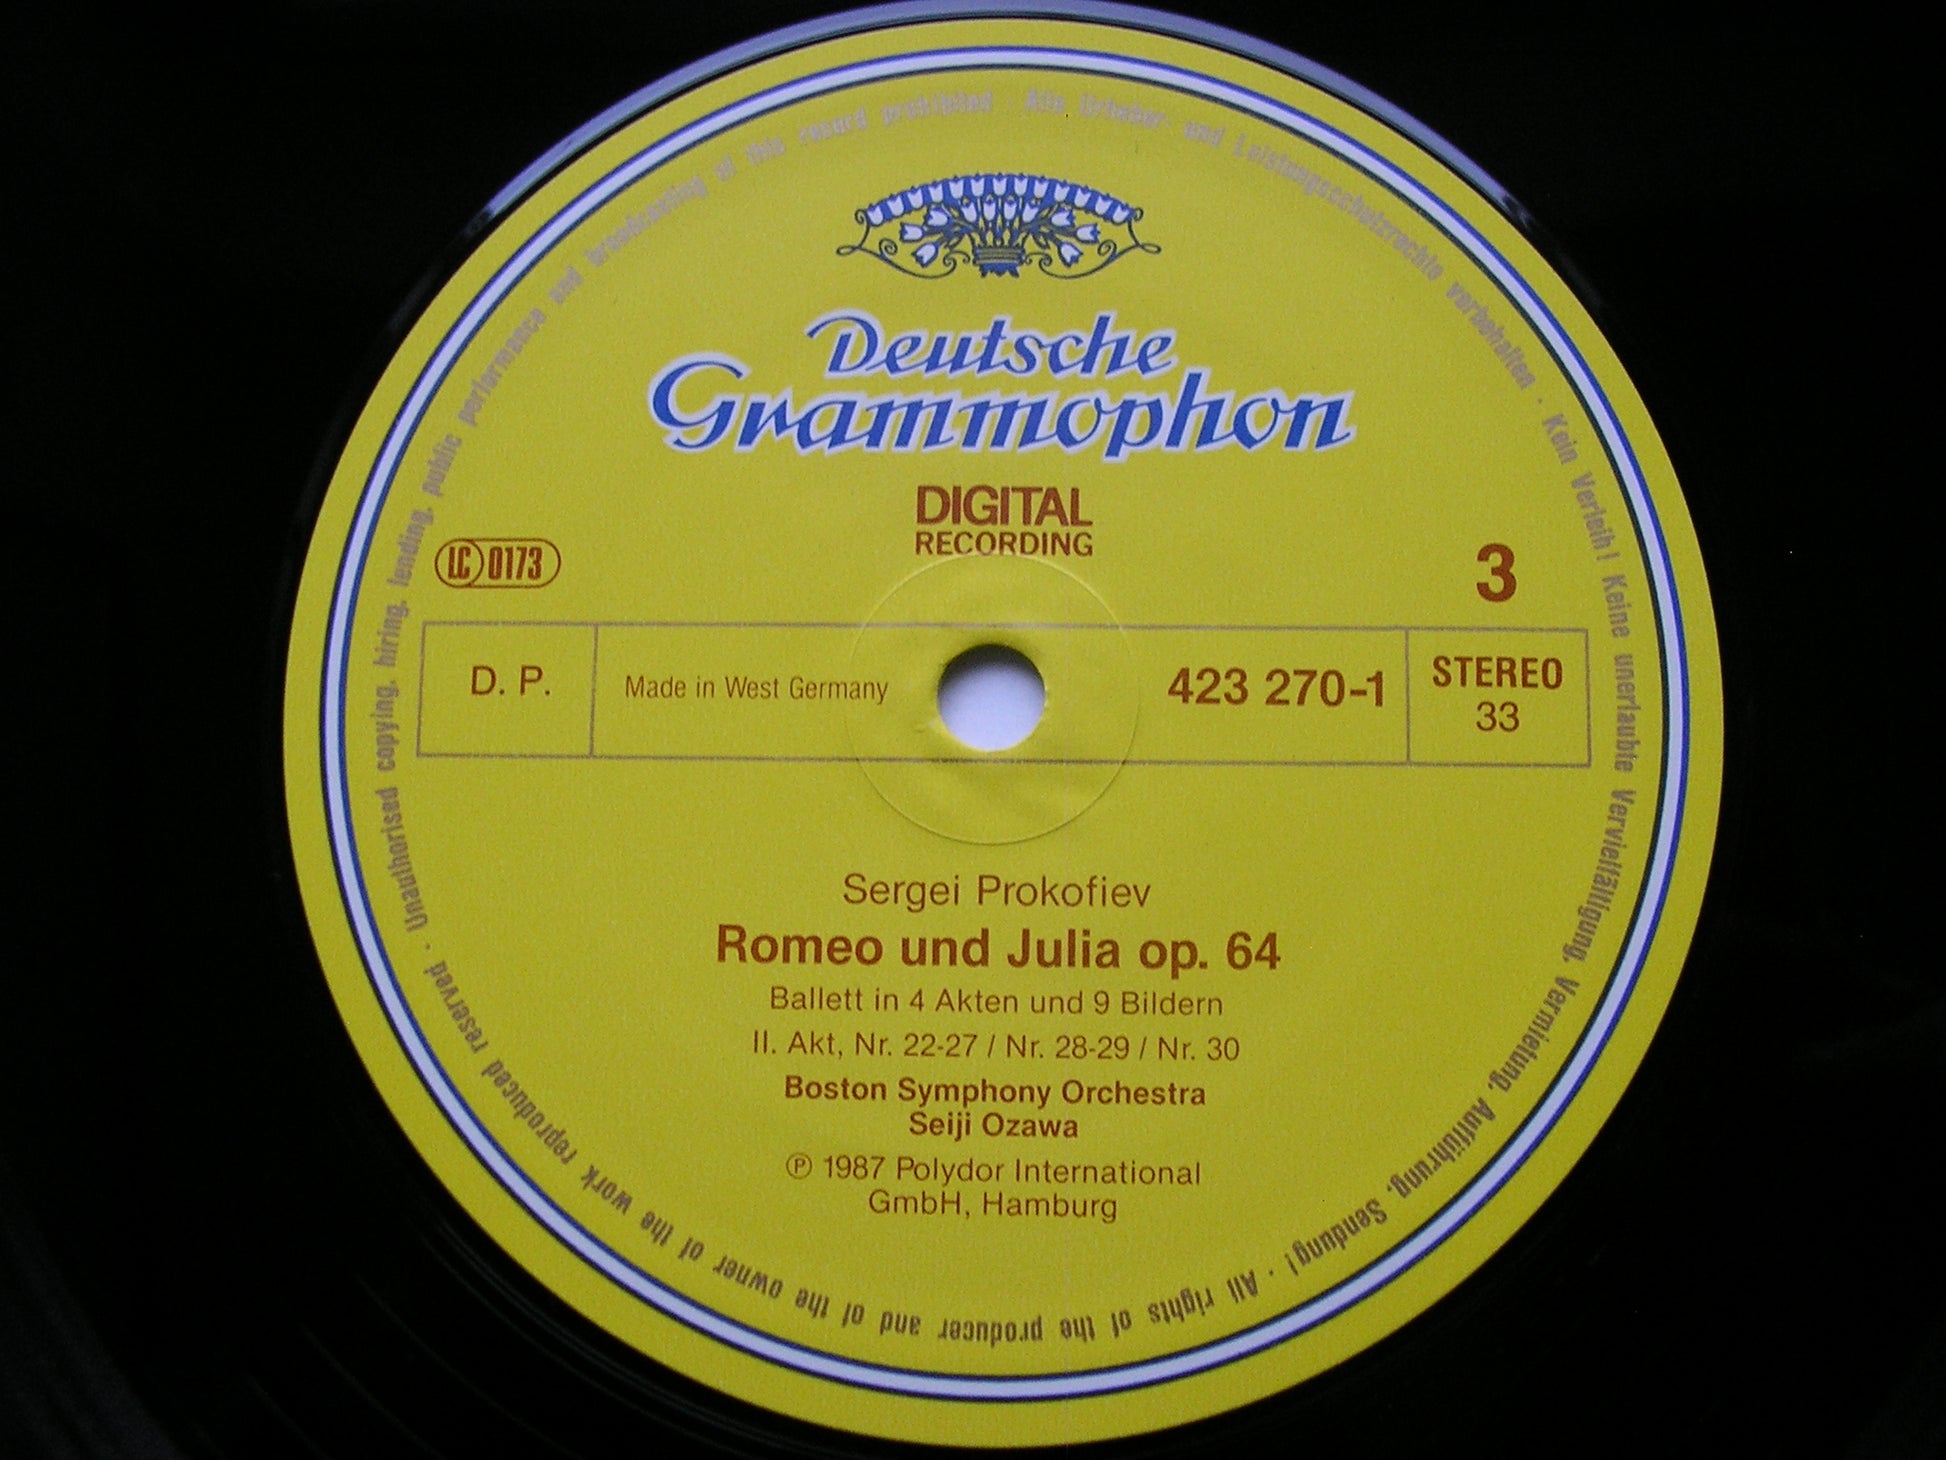 Deutsche
Grammophon
DIGITAL
RECORDING
LC 0173
3
D. P.
Made in West Germany
423 270-1
STEREO
33
Sergei Prokofiev
Romeo und Julia op. 64
Ballett in 4 Akten und 9 Bildern
II. Akt, Nr. 22-27 / Nr. 28-29 / Nr. 30
Boston Symphony Orchestra
Seiji Ozawa
℗ 1987 Polydor International
GmbH, Hamburg
Alle Urheber- und Leistungsschutzrechte vorbehalten · Kein Verleih! Keine unerlaubte Vervielfältigung, Vermietung, Aufführung, Sendung! · All rights of the producer and of the owner of the work reproduced reserved · Unauthorised copying, hiring, lending, public performance and broadcasting of this record prohibited ·